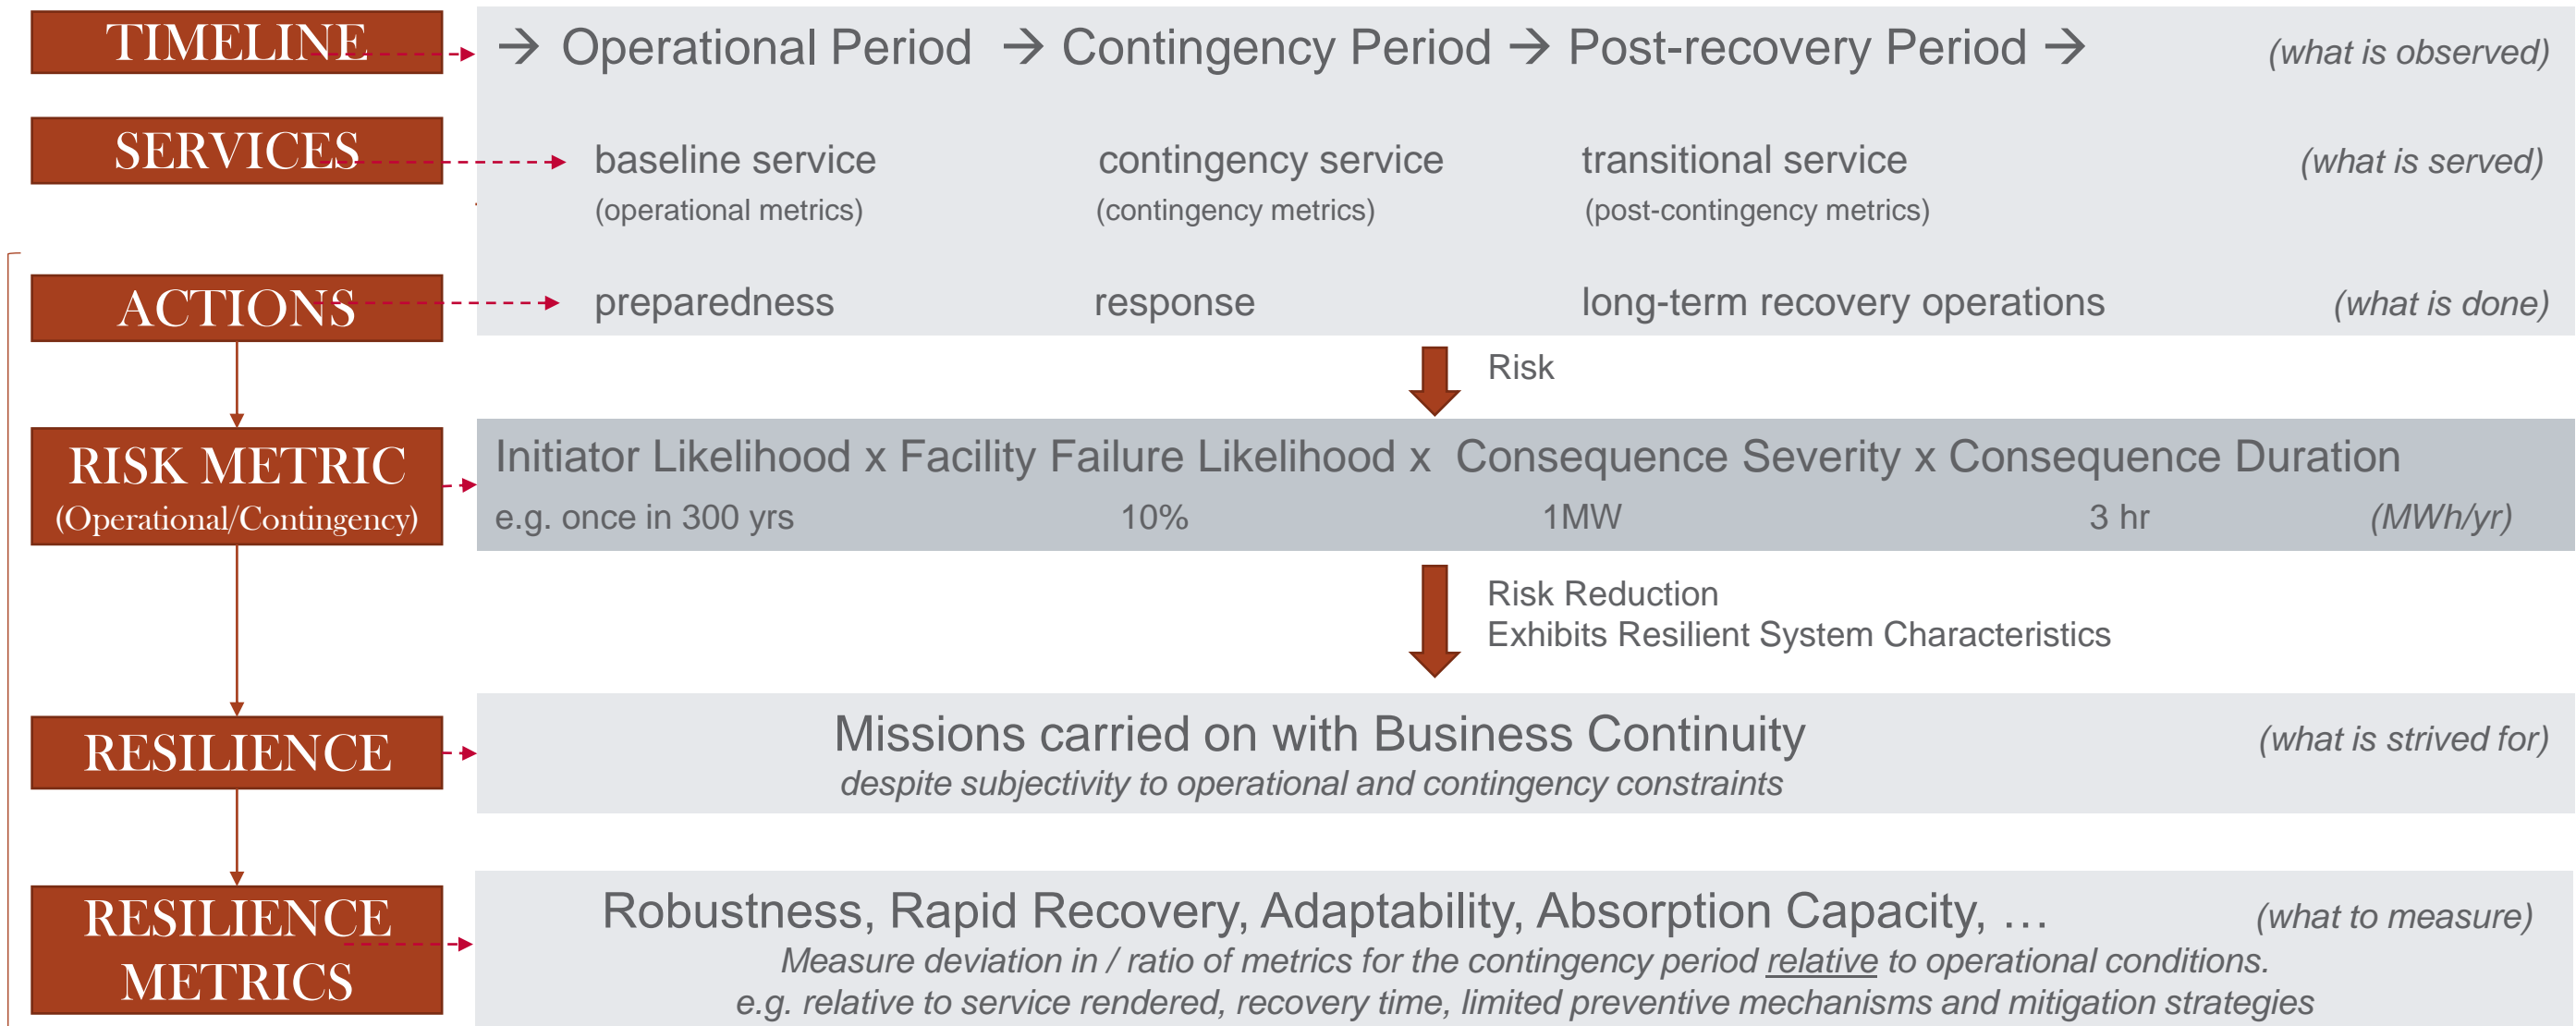 TIMELINE → Operational Period → Contingency Period → Post-recovery Period → (what is observed)
SERVICES baseline service contingency service transitional service (what is served)
(operational metrics) (contingency metrics) (post-contingency metrics)
ACTIONS preparedness response long-term recovery operations (what is done)
Risk
RISK METRIC Initiator Likelihood x Facility Failure Likelihood x Consequence Severity x Consequence Duration
(Operational/Contingency) e.g. once in 300 yrs 10% 1MW 3 hr (MWh/yr)
Risk Reduction
Exhibits Resilient System Characteristics
RESILIENCE Missions carried on with Business Continuity (what is strived for)
despite subjectivity to operational and contingency constraints
RESILIENCE Robustness, Rapid Recovery, Adaptability, Absorption Capacity, … (what to measure)
METRICS Measure deviation in / ratio of metrics for the contingency period relative to operational conditions.
e.g. relative to service rendered, recovery time, limited preventive mechanisms and mitigation strategies